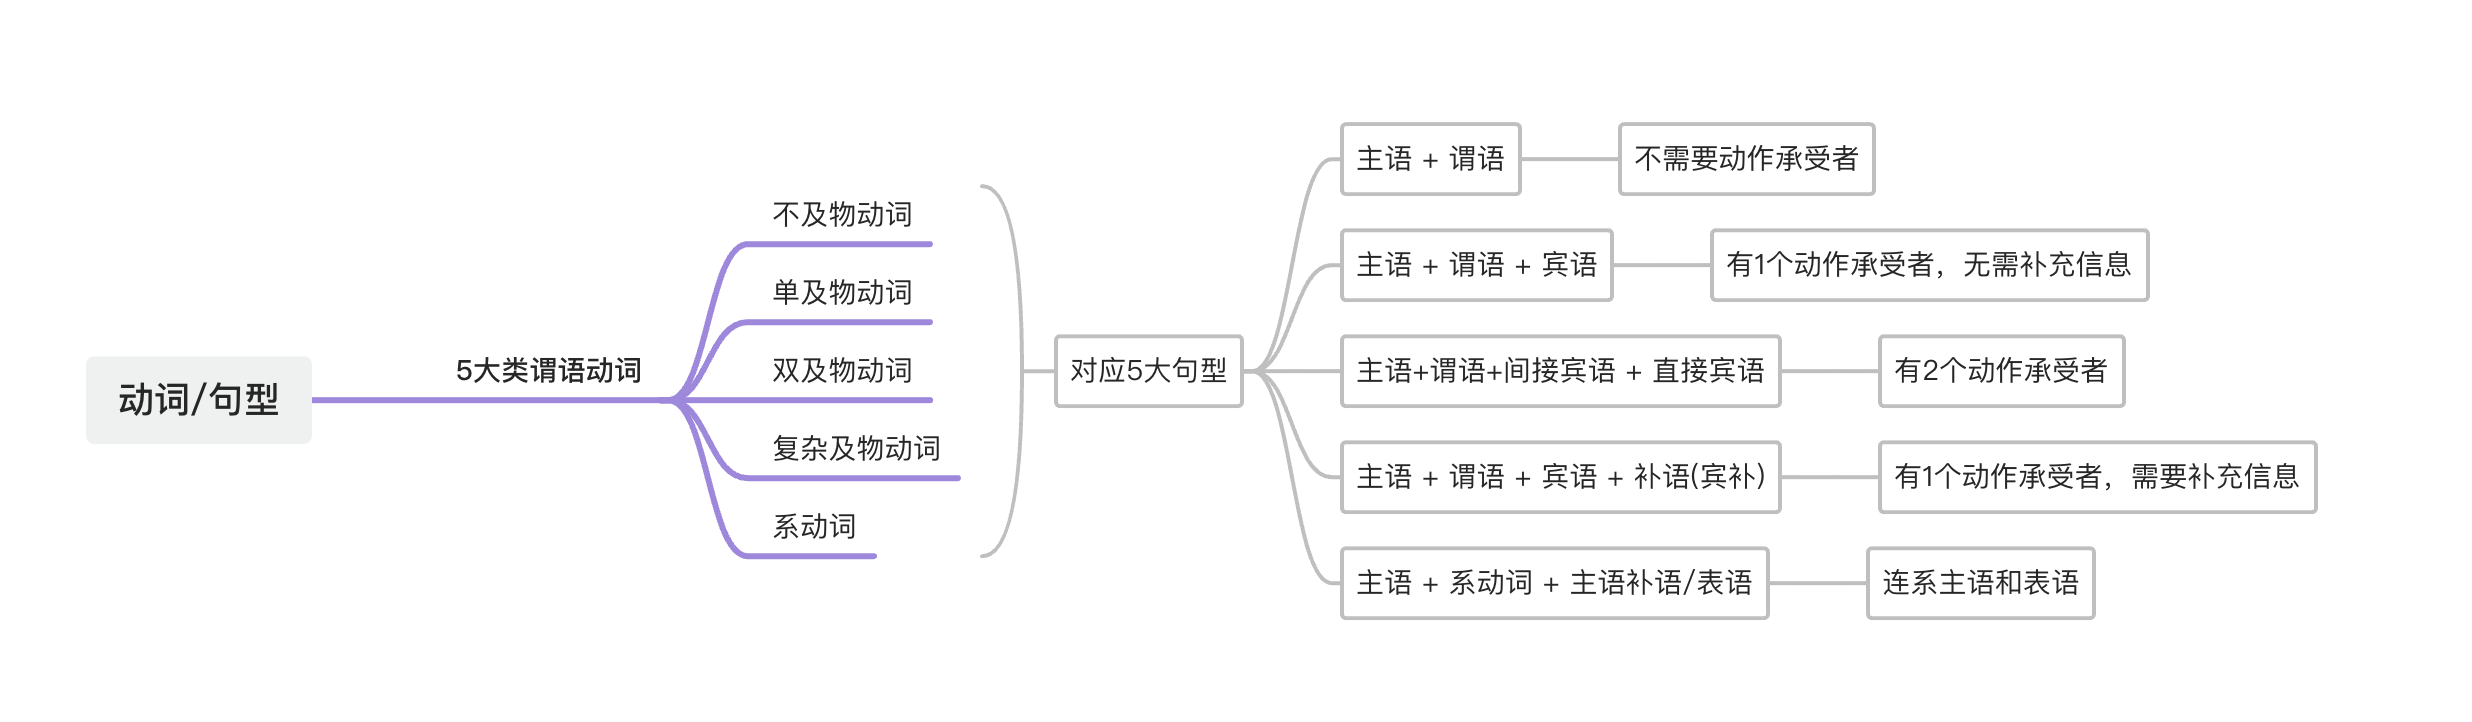 动词/句型
5大类谓语动词
不及物动词
单及物动词
双及物动词
复杂及物动词
系动词
对应5大句型
主语 + 谓语
不需要动作承受者
主语 + 谓语 + 宾语
有1个动作承受者，无需补充信息
主语+谓语+间接宾语 + 直接宾语
有2个动作承受者
主语 + 谓语 + 宾语 + 补语(宾补)
有1个动作承受者，需要补充信息
主语 + 系动词 + 主语补语/表语
连系主语和表语